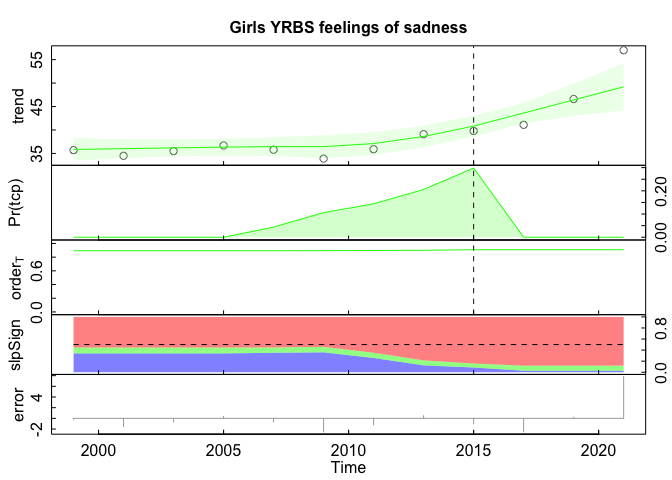 Girls YRBS feelings of sadness
trend
35
45
55
Pr(tcp)
0.00
0.20
orderT
0.0
0.6
slpSign
0.0
0.8
error
-2
4
2000 2005 2010 2015 2020
Time